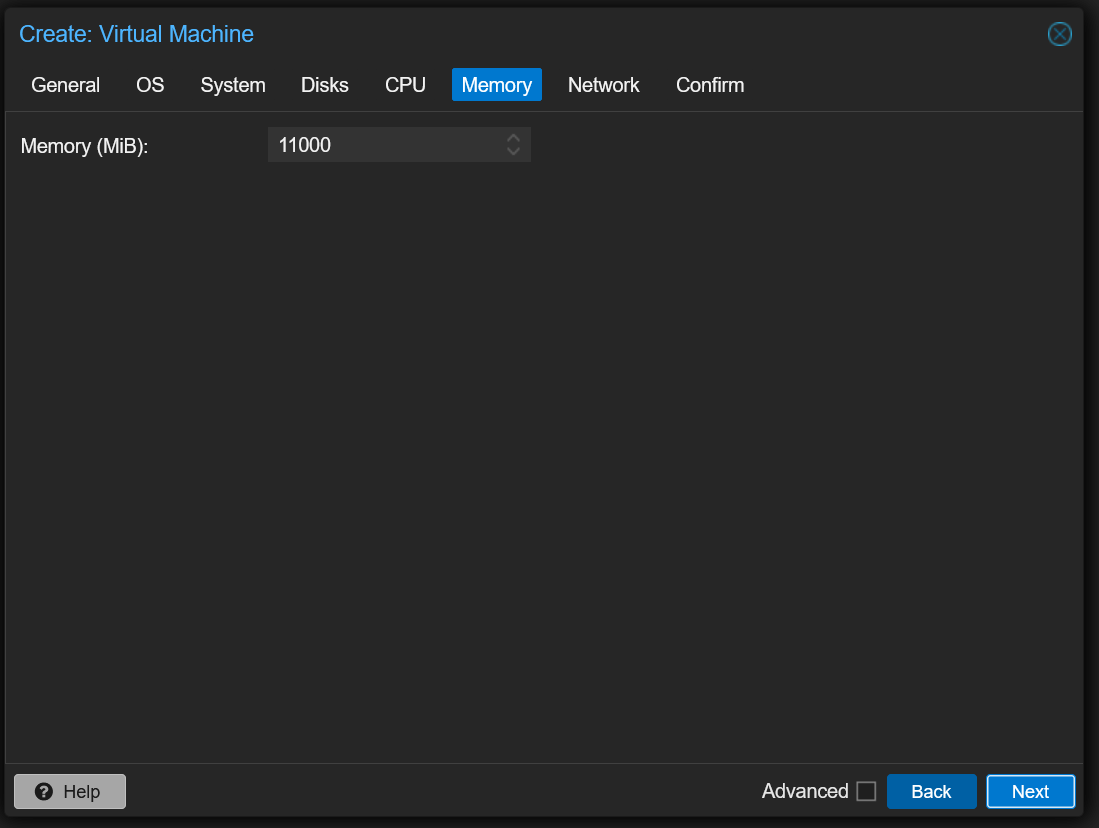 Create: Virtual Machine
General OS System Disks CPU Memory Network Confirm
Memory (MiB): 11000
Help Advanced Back Next